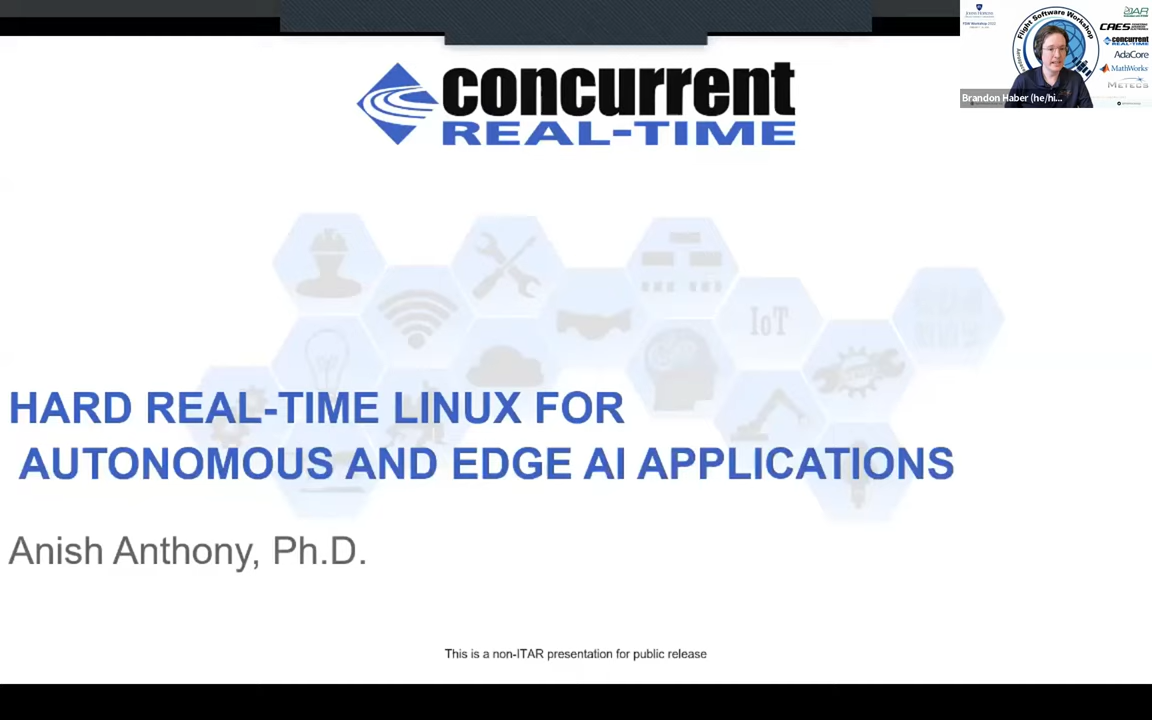 concurrent
REAL-TIME
IoT
HARD REAL-TIME LINUX FOR
AUTONOMOUS AND EDGE AI APPLICATIONS
Anish Anthony, Ph.D.
This is a non-ITAR presentation for public release
Flight Software Workshop
CAES
concurrent
REAL-TIME
AdaCore
MathWorks
METECS
Brandon Haber (he/hi...